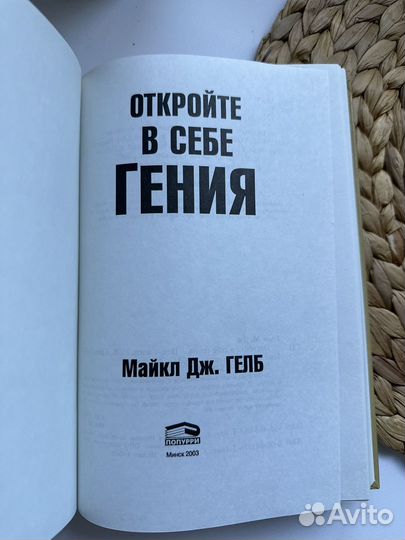 ОТКРОЙТЕ
В СЕБЕ
ГЕНИЯ
Майкл Дж. ГЕЛБ
ПОПУРРИ
Минск 2003
Avito